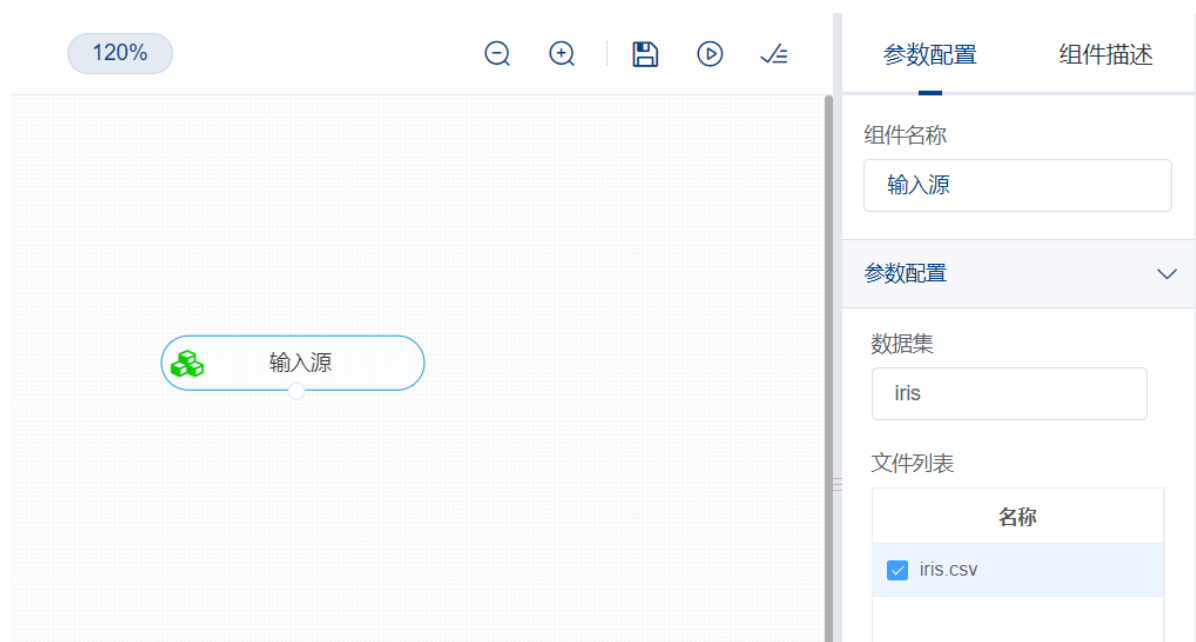 120%
参数配置
组件描述
组件名称
输入源
参数配置
数据集
iris
文件列表
名称
iris.csv
输入源